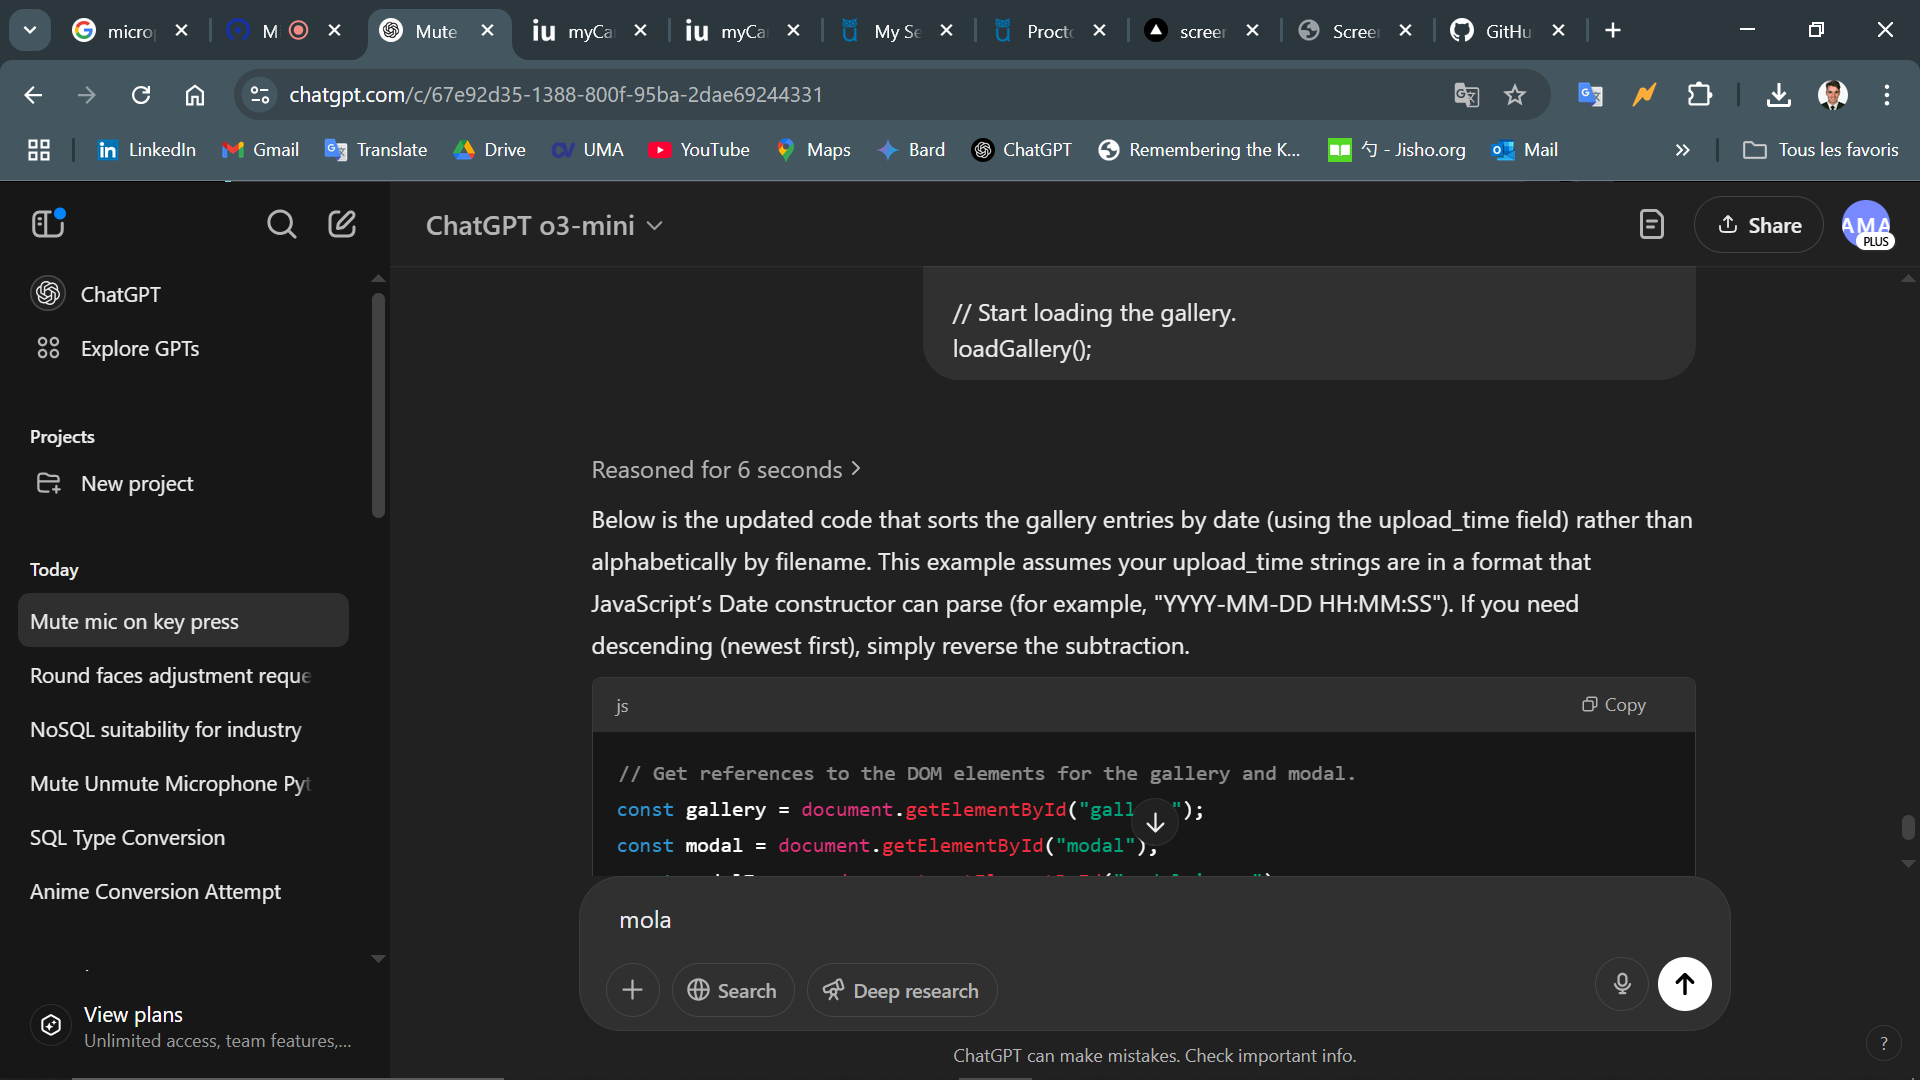 micro
M
Mute
myCa
myCa
My Se
Procto
screer
Screer
GitHu
chatgpt.com/c/67e92d35-1388-800f-95ba-2dae69244331
LinkedIn
Gmail
Translate
Drive
UMA
YouTube
Maps
Bard
ChatGPT
Remembering the K...
勹 - Jisho.org
Mail
Tous les favoris
ChatGPT o3-mini
Share
AMA
PLUS
ChatGPT
Explore GPTs
Projects
New project
Today
Mute mic on key press
Round faces adjustment reque
NoSQL suitability for industry
Mute Unmute Microphone Pyt
SQL Type Conversion
Anime Conversion Attempt
View plans
Unlimited access, team features,...
// Start loading the gallery.
loadGallery();
Reasoned for 6 seconds
Below is the updated code that sorts the gallery entries by date (using the upload_time field) rather than
alphabetically by filename. This example assumes your upload_time strings are in a format that
JavaScript’s Date constructor can parse (for example, "YYYY-MM-DD HH:MM:SS"). If you need
descending (newest first), simply reverse the subtraction.
js
Copy
// Get references to the DOM elements for the gallery and modal.
const gallery = document.getElementById("gall");
const modal = document.getElementById("modal");
mola
Search
Deep research
ChatGPT can make mistakes. Check important info.
?